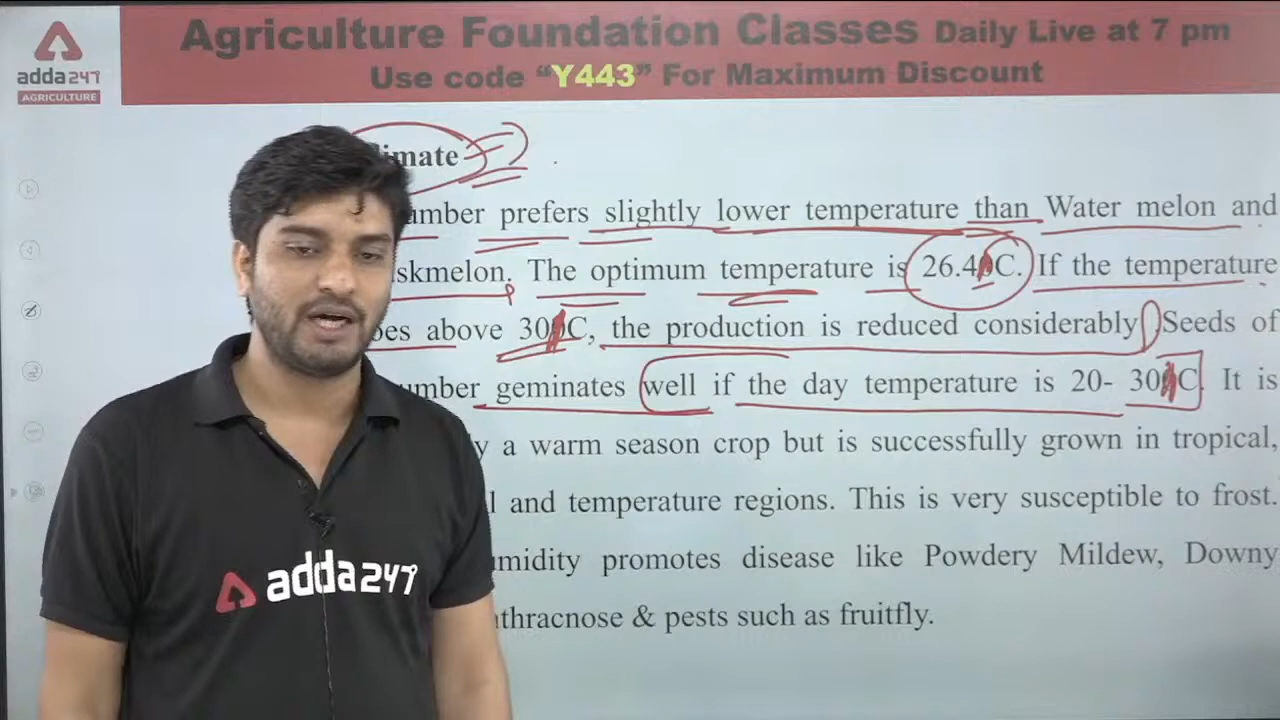 Agriculture Foundation Classes Daily Live at 7 pm
Use code “Y443” For Maximum Discount
adda247
AGRICULTURE
imate
umber prefers slightly lower temperature than Water melon and
skmelon. The optimum temperature is 26.4 C. If the temperature
oes above 30 C, the production is reduced considerably Seeds of
umber geminates well if the day temperature is 20- 30 C. It is
y a warm season crop but is successfully grown in tropical,
l and temperature regions. This is very susceptible to frost.
midity promotes disease like Powdery Mildew, Downy
thracnose & pests such as fruitfly.
adda247